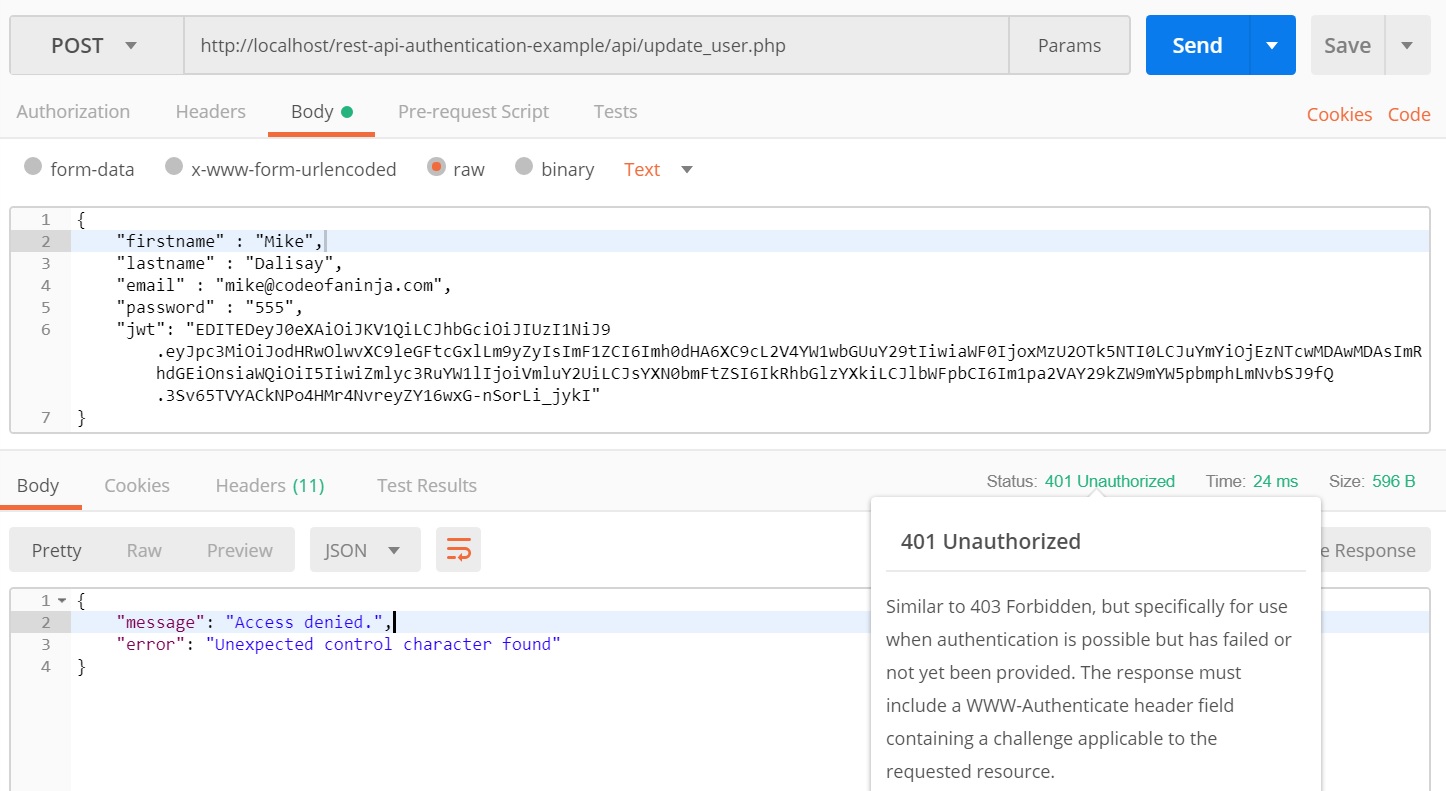 POST http://localhost/rest-api-authentication-example/api/update_user.php Params Send Save
Authorization Headers Body Pre-request Script Tests Cookies Code
form-data x-www-form-urlencoded raw binary Text
1 {
2 "firstname" : "Mike",
3 "lastname" : "Dalisay",
4 "email" : "mike@codeofaninja.com",
5 "password" : "555",
6 "jwt": "EDITEDeyJ0eXAiOiJKV1QiLCJhbGciOiJIUzI1NiJ9
.eyJpc3MiOiJodHRwOlwvXC9leGFtcGxlLm9yZyIsImF1ZCI6Imh0dHA6XC9cL2V4YW1wbGUuY29tIiwiaWF0IjoxMzU2OTk5NTI0LCJuYmYiOjEzNTcwMDAwMDAsImR
hdGEiOnsiaWQiOiI5IiwiZmlyc3RuYW1lIjoiVmluY2UiLCJsYXN0bmFtZSI6IkRhbGlzYXkiLCJlbWFpbCI6Im1pa2VAY29kZW9mYW5pbmphLmNvbSJ9fQ
.3Sv65TVYACkNPo4HMr4NvreyZY16wxG-nSorLi_jykI"
7 }
Body Cookies Headers (11) Test Results Status: 401 Unauthorized Time: 24 ms Size: 596 B
Pretty Raw Preview JSON e Response
1 {
2 "message": "Access denied.",
3 "error": "Unexpected control character found"
4 }
401 Unauthorized
Similar to 403 Forbidden, but specifically for use
when authentication is possible but has failed or
not yet been provided. The response must
include a WWW-Authenticate header field
containing a challenge applicable to the
requested resource.